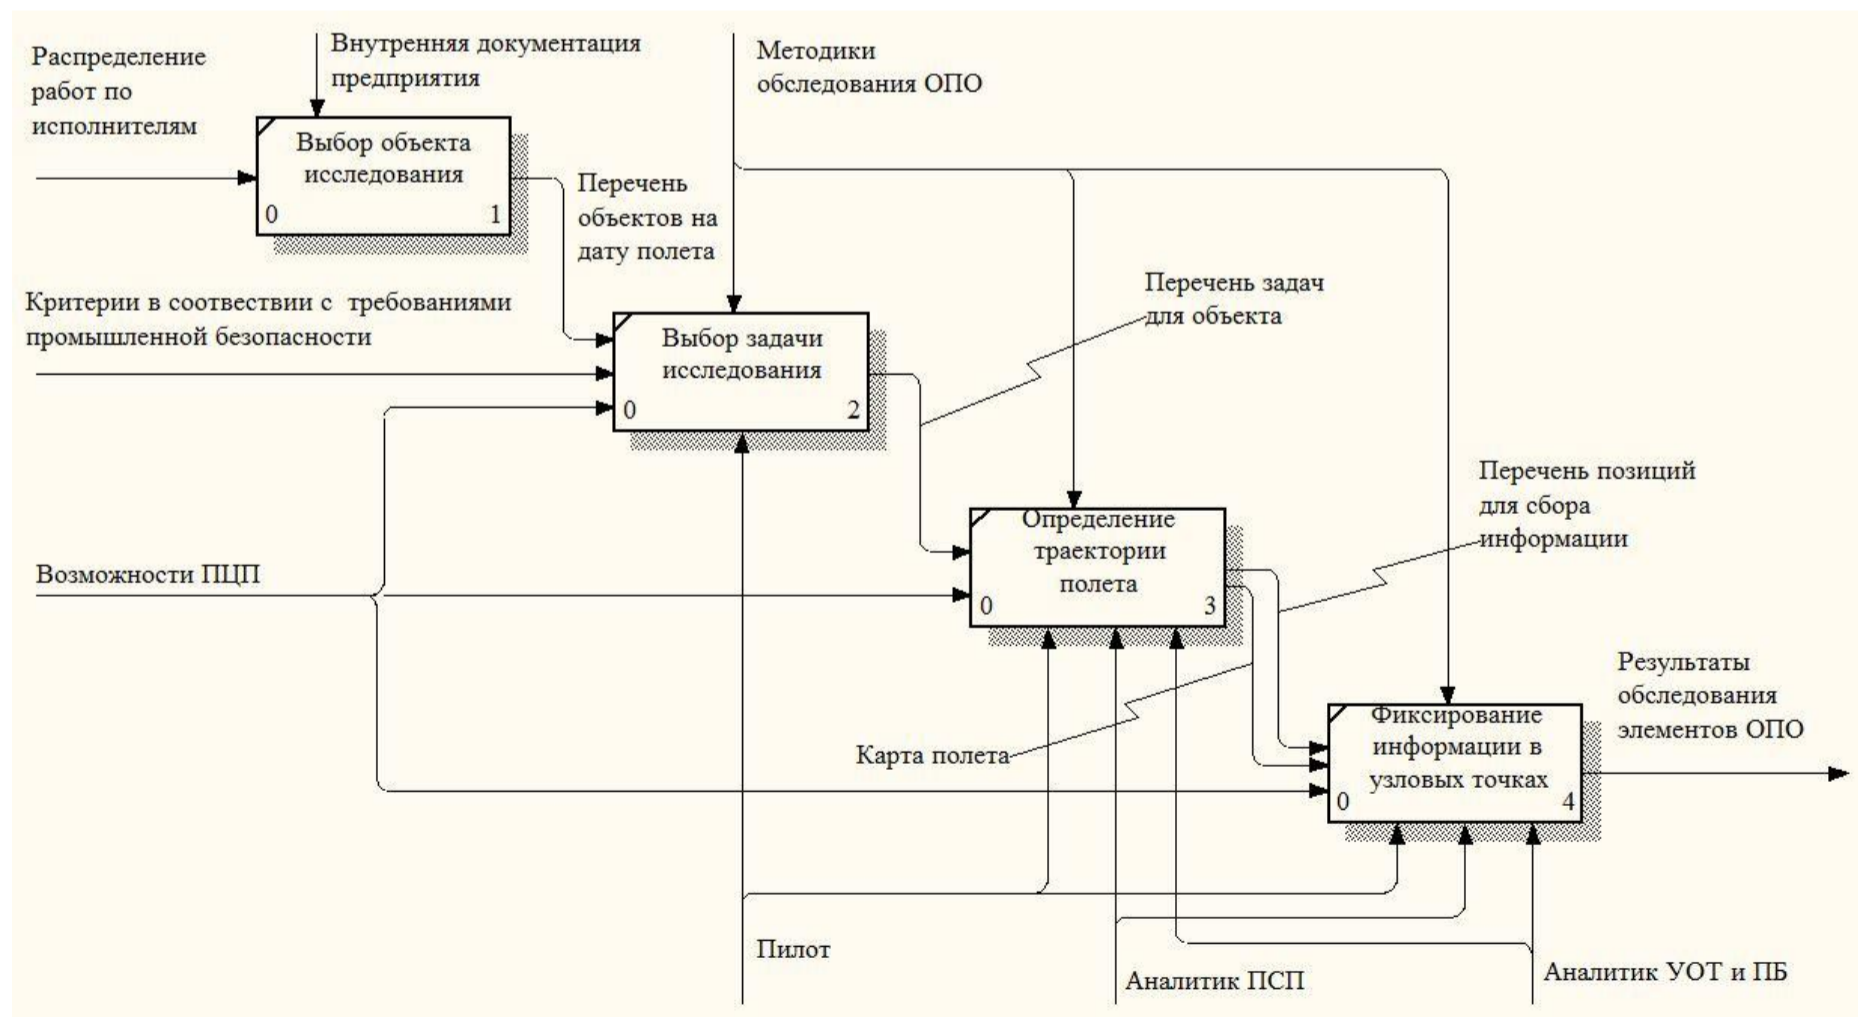 Распределение
работ по
исполнителям
Внутренняя документация
предприятия
Методики
обследования ОПО
Выбор объекта
исследования
0
1
Перечень
объектов на
дату полета
Критерии в соотвествии с требованиями
промышленной безопасности
Выбор задачи
исследования
0
2
Перечень задач
для объекта
Перечень позиций
для сбора
информации
Возможности ПЦП
Определение
траектории
полета
0
3
Карта полета
Фиксирование
информации в
узловых точках
0
4
Результаты
обследования
элементов ОПО
Пилот
Аналитик ПСП
Аналитик УОТ и ПБ